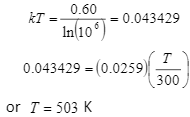 kT = 0.60 / ln(10^6) = 0.043429
0.043429 = (0.0259)(T / 300)
or T = 503 K